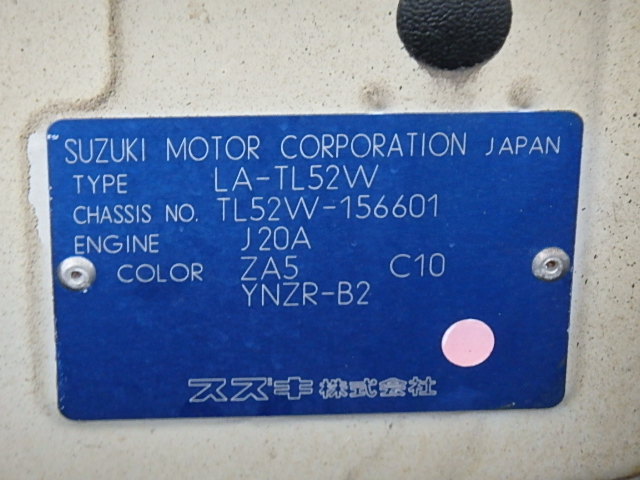 SUZUKI MOTOR CORPORATION JAPAN
TYPE LA-TL52W
CHASSIS NO. TL52W-156601
ENGINE J20A
COLOR ZA5 C10
YNZR-B2
スズキ株式会社